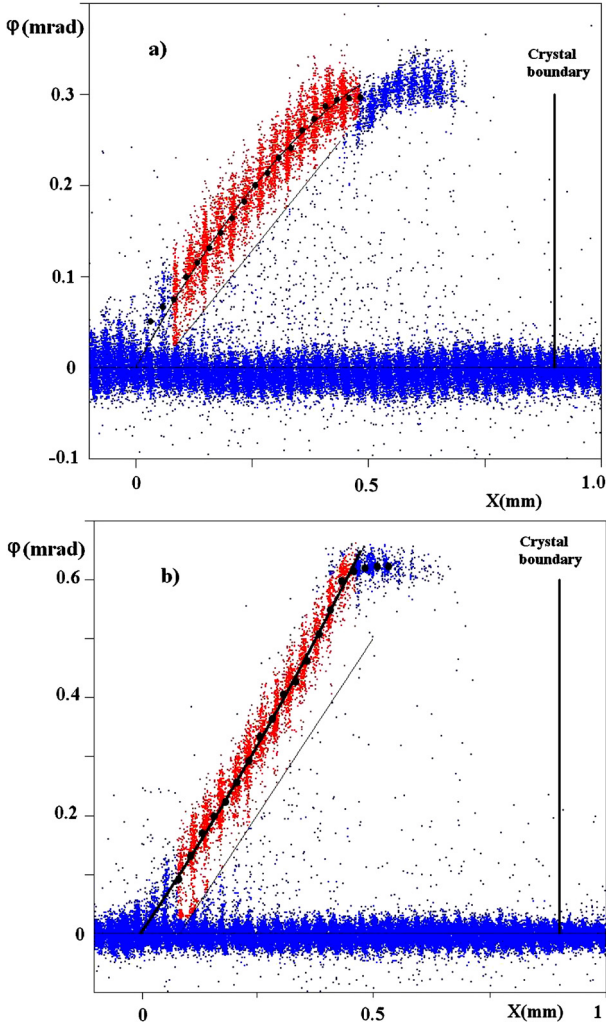 φ(mrad)
a)
Crystal
boundary
0.3
0.2
0.1
0
-0.1
0
0.5
1.0
X(mm)
φ(mrad)
b)
Crystal
boundary
0.6
0.4
0.2
0
0
0.5
X(mm)
1